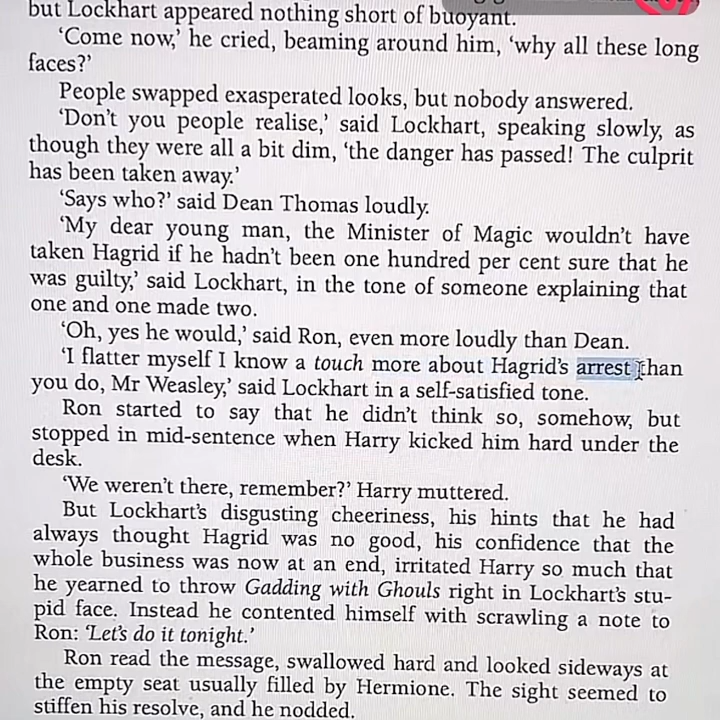 but Lockhart appeared nothing short of buoyant.
‘Come now,’ he cried, beaming around him, ‘why all these long
faces?’
People swapped exasperated looks, but nobody answered.
‘Don’t you people realise,’ said Lockhart, speaking slowly, as
though they were all a bit dim, ‘the danger has passed! The culprit
has been taken away.’
‘Says who?’ said Dean Thomas loudly.
‘My dear young man, the Minister of Magic wouldn’t have
taken Hagrid if he hadn’t been one hundred per cent sure that he
was guilty,’ said Lockhart, in the tone of someone explaining that
one and one made two.
‘Oh, yes he would,’ said Ron, even more loudly than Dean.
‘I flatter myself I know a touch more about Hagrid’s arrest than
you do, Mr Weasley,’ said Lockhart in a self-satisfied tone.
Ron started to say that he didn’t think so, somehow, but
stopped in mid-sentence when Harry kicked him hard under the
desk.
‘We weren’t there, remember?’ Harry muttered.
But Lockhart’s disgusting cheeriness, his hints that he had
always thought Hagrid was no good, his confidence that the
whole business was now at an end, irritated Harry so much that
he yearned to throw Gadding with Ghouls right in Lockhart’s stu-
pid face. Instead he contented himself with scrawling a note to
Ron: ‘Let’s do it tonight.’
Ron read the message, swallowed hard and looked sideways at
the empty seat usually filled by Hermione. The sight seemed to
stiffen his resolve, and he nodded.